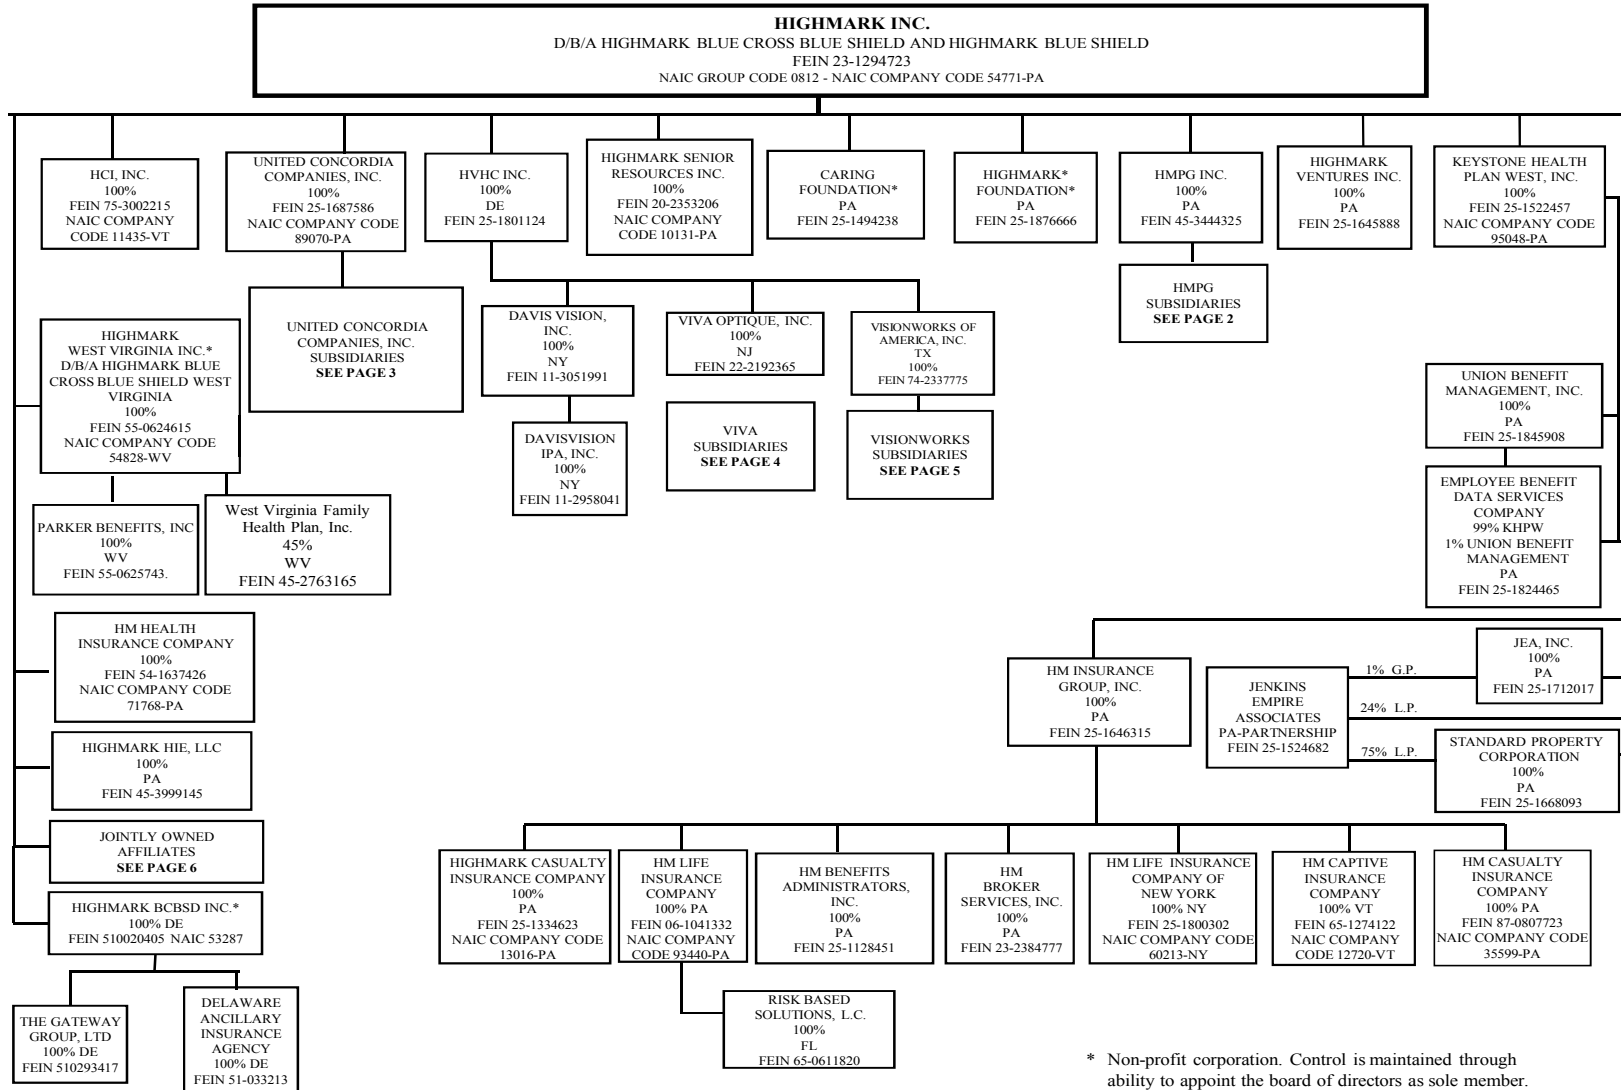 HIGHMARK INC.
D/B/A HIGHMARK BLUE CROSS BLUE SHIELD AND HIGHMARK BLUE SHIELD
FEIN 23-1294723
NAIC GROUP CODE 0812 - NAIC COMPANY CODE 54771-PA
HCI, INC.
100%
FEIN 75-3002215
NAIC COMPANY
CODE 11435-VT
UNITED CONCORDIA
COMPANIES, INC.
100%
FEIN 25-1687586
NAIC COMPANY CODE
89070-PA
HVHC INC.
100%
DE
FEIN 25-1801124
HIGHMARK SENIOR
RESOURCES INC.
100%
FEIN 20-2353206
NAIC COMPANY
CODE 10131-PA
CARING
FOUNDATION*
PA
FEIN 25-1494238
HIGHMARK*
FOUNDATION*
PA
FEIN 25-1876666
HMPG INC.
100%
PA
FEIN 45-3444325
HIGHMARK
VENTURES INC.
100%
PA
FEIN 25-1645888
KEYSTONE HEALTH
PLAN WEST, INC.
100%
FEIN 25-1522457
NAIC COMPANY CODE
95048-PA
HIGHMARK
WEST VIRGINIA INC.*
D/B/A HIGHMARK BLUE
CROSS BLUE SHIELD WEST
VIRGINIA
100%
FEIN 55-0624615
NAIC COMPANY CODE
54828-WV
UNITED CONCORDIA
COMPANIES, INC.
SUBSIDIARIES
SEE PAGE 3
DAVIS VISION,
INC.
100%
NY
FEIN 11-3051991
VIVA OPTIQUE, INC.
100%
NJ
FEIN 22-2192365
VISIONWORKS OF
AMERICA, INC.
TX
100%
FEIN 74-2337775
HMPG
SUBSIDIARIES
SEE PAGE 2
UNION BENEFIT
MANAGEMENT, INC.
100%
PA
FEIN 25-1845908
DAVISVISION
IPA, INC.
100%
NY
FEIN 11-2958041
VIVA
SUBSIDIARIES
SEE PAGE 4
VISIONWORKS
SUBSIDIARIES
SEE PAGE 5
EMPLOYEE BENEFIT
DATA SERVICES
COMPANY
99% KHPW
1% UNION BENEFIT
MANAGEMENT
PA
FEIN 25-1824465
PARKER BENEFITS, INC
100%
WV
FEIN 55-0625743.
West Virginia Family
Health Plan, Inc.
45%
WV
FEIN 45-2763165
HM HEALTH
INSURANCE COMPANY
100%
FEIN 54-1637426
NAIC COMPANY CODE
71768-PA
HM INSURANCE
GROUP, INC.
100%
PA
FEIN 25-1646315
JENKINS
EMPIRE
ASSOCIATES
PA-PARTNERSHIP
FEIN 25-1524682
1% G.P.
24% L.P.
75% L.P.
JEA, INC.
100%
PA
FEIN 25-1712017
STANDARD PROPERTY
CORPORATION
100%
PA
FEIN 25-1668093
HIGHMARK HIE, LLC
100%
PA
FEIN 45-3999145
JOINTLY OWNED
AFFILIATES
SEE PAGE 6
HIGHMARK BCBSD INC.*
100% DE
FEIN 510020405 NAIC 53287
HIGHMARK CASUALTY
INSURANCE COMPANY
100%
PA
FEIN 25-1334623
NAIC COMPANY CODE
13016-PA
HM LIFE
INSURANCE
COMPANY
100% PA
FEIN 06-1041332
NAIC COMPANY
CODE 93440-PA
HM BENEFITS
ADMINISTRATORS,
INC.
100%
PA
FEIN 25-1128451
HM
BROKER
SERVICES, INC.
100%
PA
FEIN 23-2384777
HM LIFE INSURANCE
COMPANY OF
NEW YORK
100% NY
FEIN 25-1800302
NAIC COMPANY CODE
60213-NY
HM CAPTIVE
INSURANCE
COMPANY
100% VT
FEIN 65-1274122
NAIC COMPANY
CODE 12720-VT
HM CASUALTY
INSURANCE
COMPANY
100% PA
FEIN 87-0807723
NAIC COMPANY CODE
35599-PA
THE GATEWAY
GROUP, LTD
100% DE
FEIN 510293417
DELAWARE
ANCILLARY
INSURANCE
AGENCY
100% DE
FEIN 51-033213
RISK BASED
SOLUTIONS, L.C.
100%
FL
FEIN 65-0611820
* Non-profit corporation. Control is maintained through
ability to appoint the board of directors as sole member.